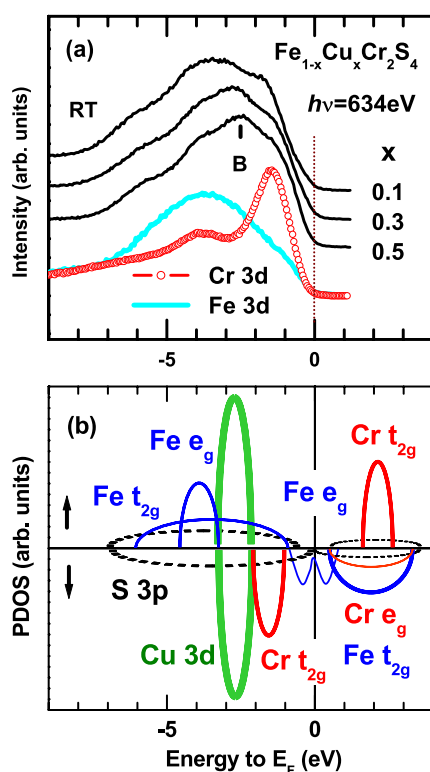 (a)
Fe1-xCuxCr2S4
RT
hν=634eV
x
B
0.1
0.3
0.5
Cr 3d
Fe 3d
Intensity (arb. units)
-5
0
(b)
Fe eg
Cr t2g
Fe t2g
Fe eg
S 3p
Cu 3d
Cr t2g
Cr eg
Fe t2g
PDOS (arb. units)
-5
0
Energy to EF (eV)